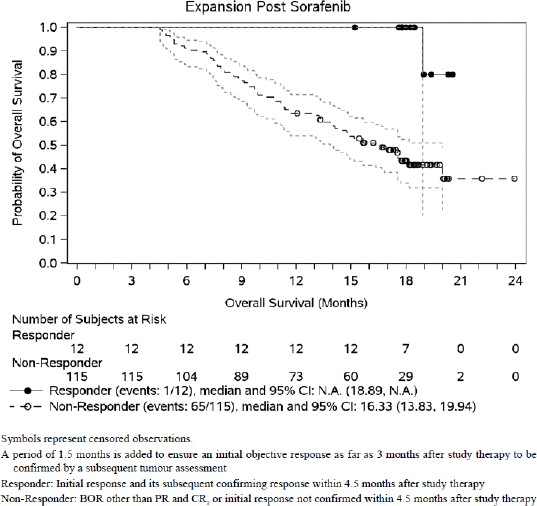 Expansion Post Sorafenib
1.0
0.9
0.8
0.7
0.6
0.5
0.4
0.3
0.2
0.1
0.0
Probability of Overall Survival
0 3 6 9 12 15 18 21 24
Overall Survival (Months)
Number of Subjects at Risk
Responder
12 12 12 12 12 12 7 0 0
Non-Responder
115 115 104 89 73 60 29 2 0
Responder (events: 1/12), median and 95% CI: N.A. (18.89, N.A.)
Non-Responder (events: 65/115), median and 95% CI: 16.33 (13.83, 19.94)
Symbols represent censored observations.
A period of 1.5 months is added to ensure an initial objective response as far as 3 months after study therapy to be
confirmed by a subsequent tumour assessment
Responder: Initial response and its subsequent confirming response within 4.5 months after study therapy
Non-Responder: BOR other than PR and CR, or initial response not confirmed within 4.5 months after study therapy